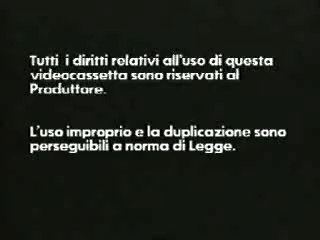 Tutti i diritti relativi all'uso di questa
videocassetta sono riservati al
Produttore.
L'uso improprio e la duplicazione sono
perseguibili a norma di Legge.